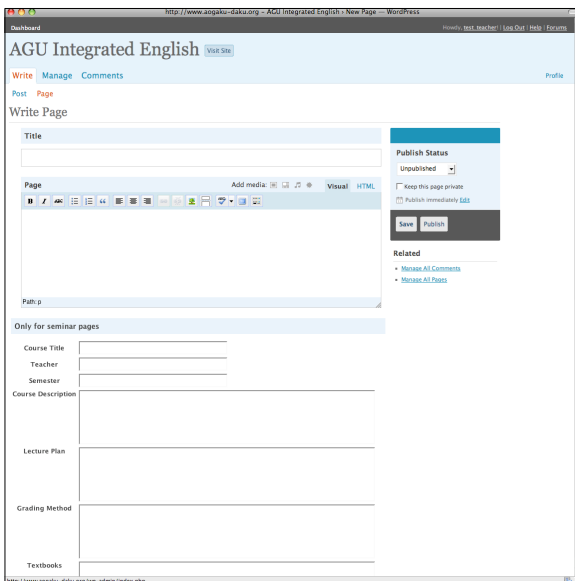 http://www.aogaku-daku.org – AGU Integrated English › New Page — WordPress
Dashboard
Howdy, test_teacher! | Log Out | Help | Forums
AGU Integrated English Visit Site
Write Manage Comments Profile
Post Page
Write Page
Title
Publish Status
Unpublished
Page Add media: Visual HTML
Keep this page private
B I ABC
Publish immediately Edit
Save Publish
Related
Manage All Comments
Manage All Pages
Path: p
Only for seminar pages
Course Title
Teacher
Semester
Course Description
Lecture Plan
Grading Method
Textbooks